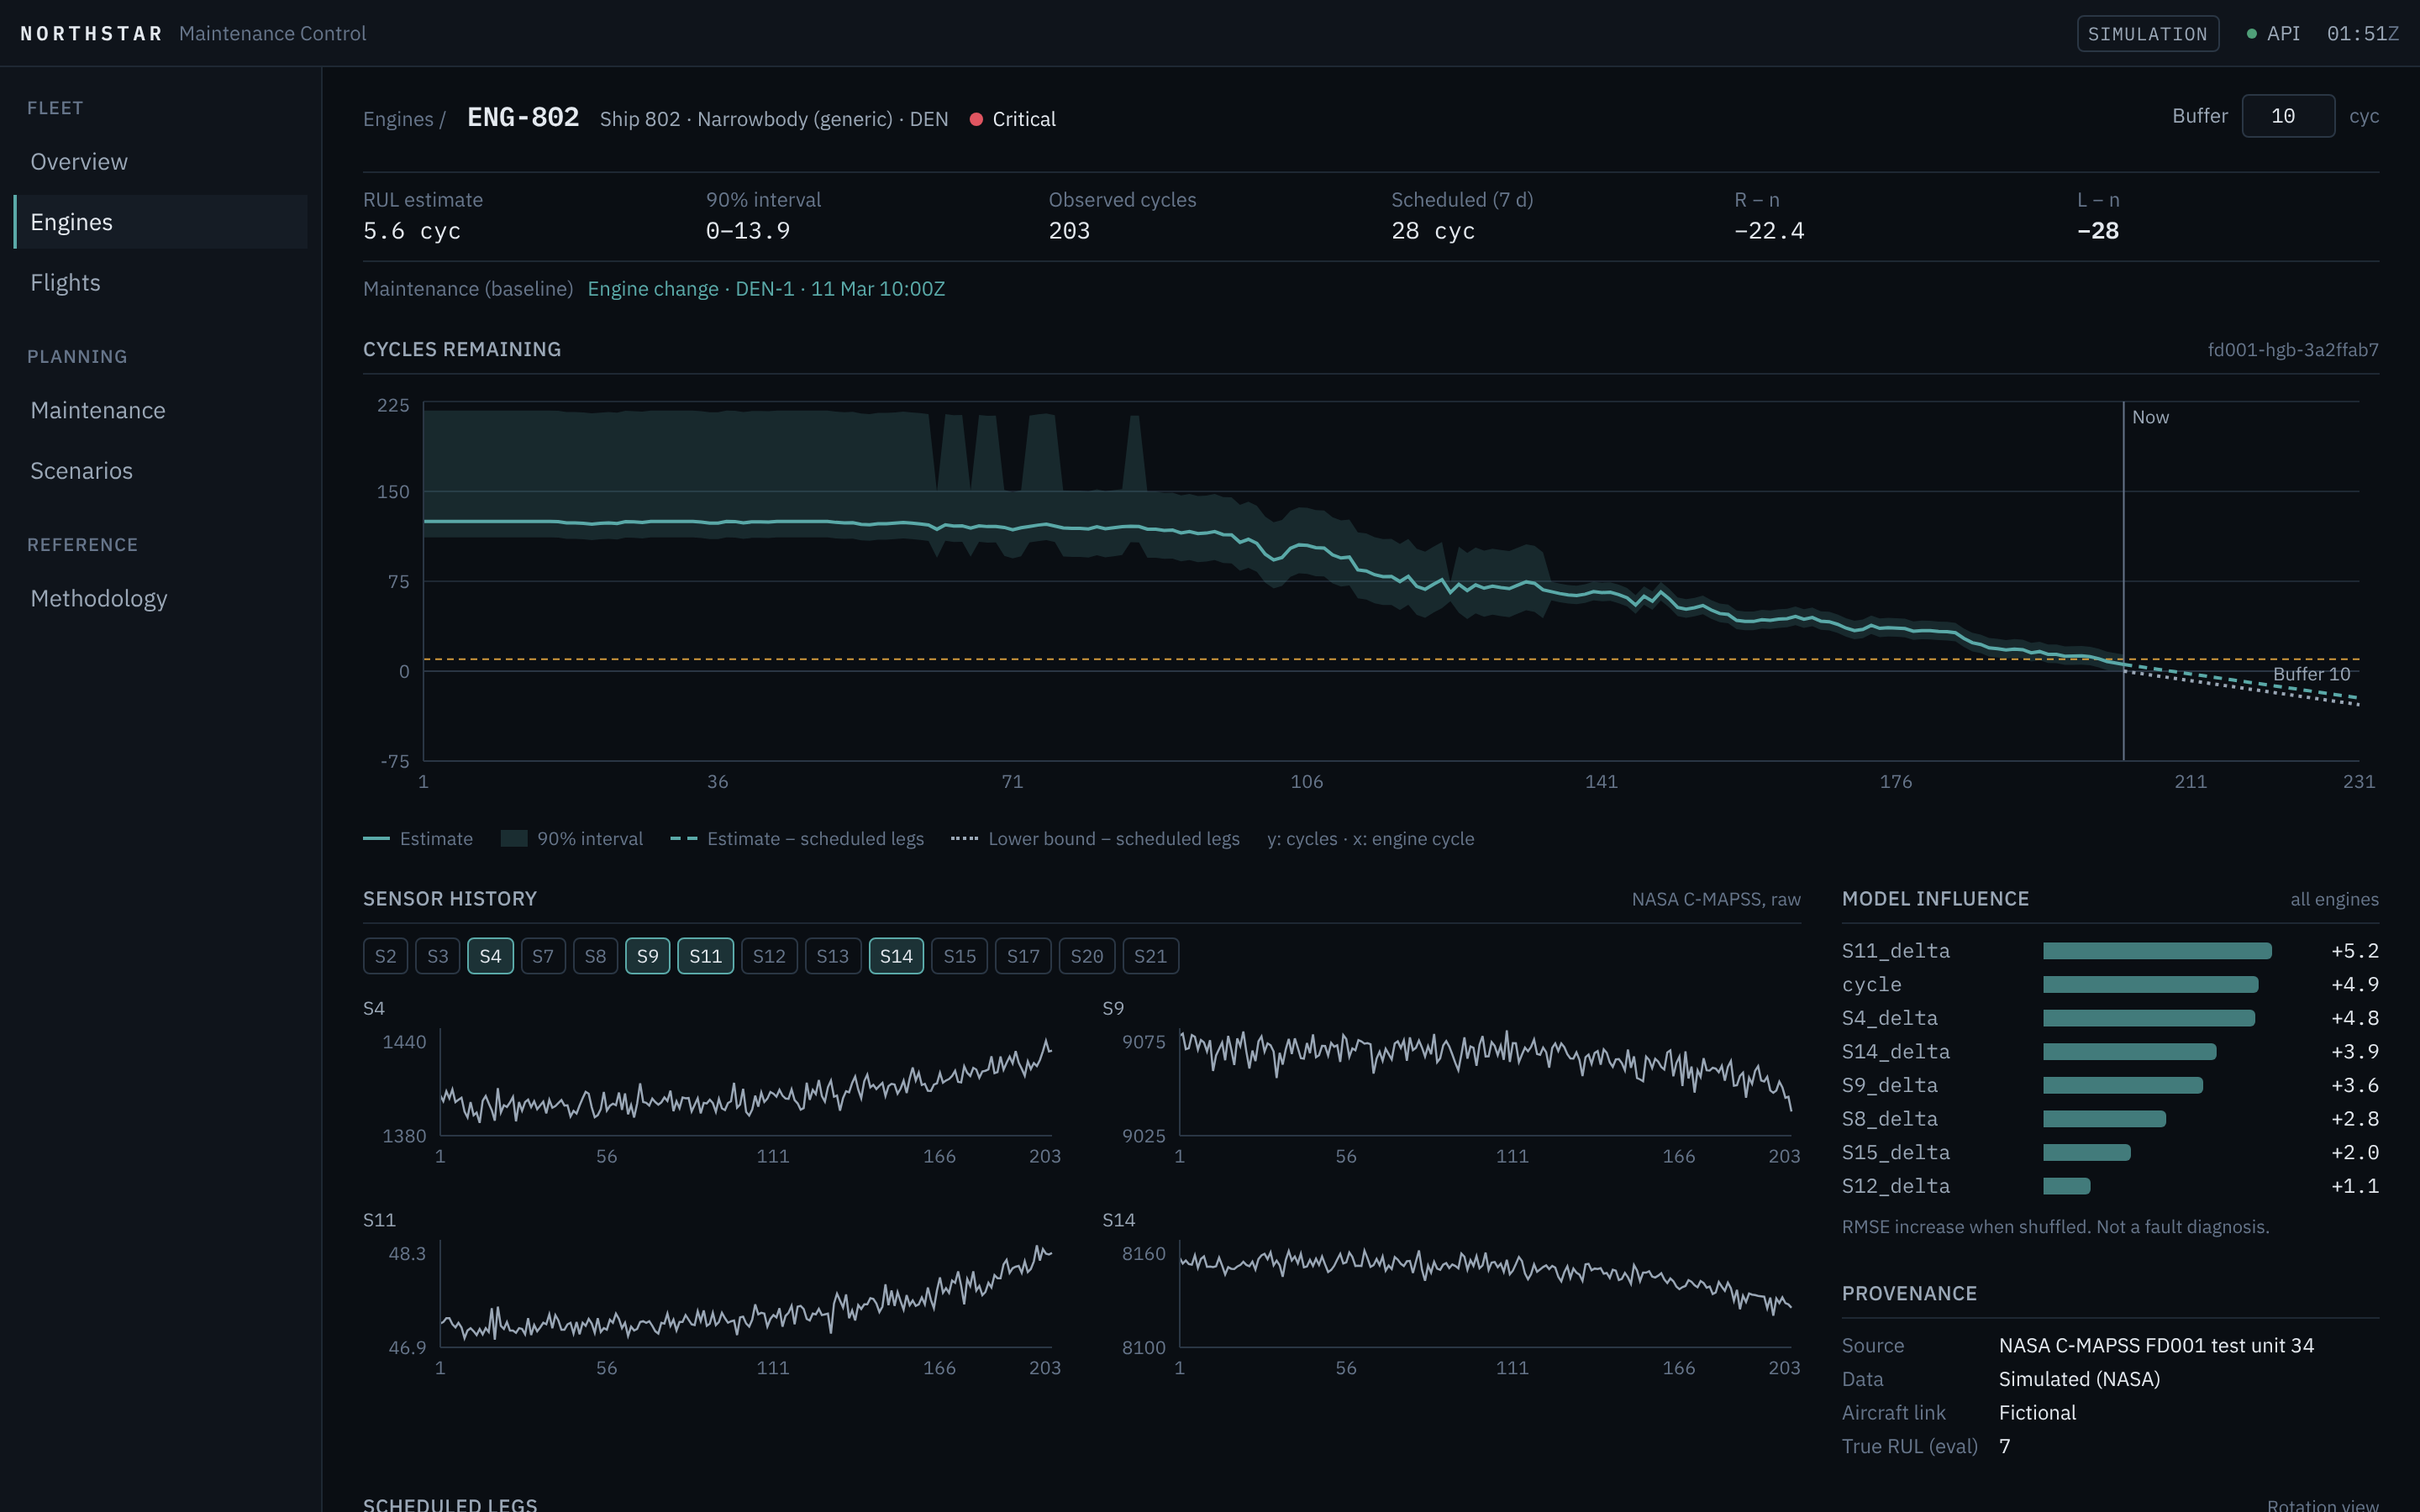 NORTHSTAR Maintenance Control
SIMULATION
API
01:51Z
FLEET
Overview
Engines
Flights
PLANNING
Maintenance
Scenarios
REFERENCE
Methodology
Engines / ENG-802 Ship 802 · Narrowbody (generic) · DEN Critical
Buffer 10 cyc
RUL estimate
5.6 cyc
90% interval
0–13.9
Observed cycles
203
Scheduled (7 d)
28 cyc
R − n
−22.4
L − n
−28
Maintenance (baseline) Engine change · DEN-1 · 11 Mar 10:00Z
CYCLES REMAINING
fd001-hgb-3a2ffab7
225
150
75
0
-75
Now
Buffer 10
1 36 71 106 141 176 211 231
Estimate 90% interval Estimate − scheduled legs Lower bound − scheduled legs y: cycles · x: engine cycle
SENSOR HISTORY
NASA C-MAPSS, raw
S2 S3 S4 S7 S8 S9 S11 S12 S13 S14 S15 S17 S20 S21
S4
1440
1380
1 56 111 166 203
S9
9075
9025
1 56 111 166 203
S11
48.3
46.9
1 56 111 166 203
S14
8160
8100
1 56 111 166 203
MODEL INFLUENCE
all engines
S11_delta +5.2
cycle +4.9
S4_delta +4.8
S14_delta +3.9
S9_delta +3.6
S8_delta +2.8
S15_delta +2.0
S12_delta +1.1
RMSE increase when shuffled. Not a fault diagnosis.
PROVENANCE
Source NASA C-MAPSS FD001 test unit 34
Data Simulated (NASA)
Aircraft link Fictional
True RUL (eval) 7
SCHEDULED LEGS
Rotation view